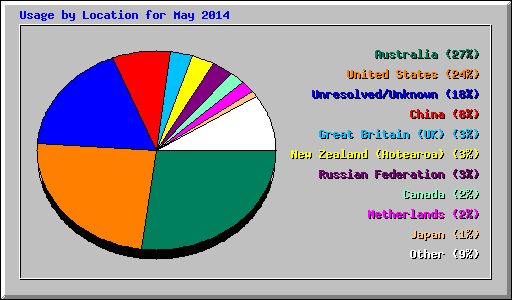 Usage by Location for May 2014
Australia (27%)
United States (24%)
Unresolved/Unknown (18%)
China (8%)
Great Britain (UK) (3%)
New Zealand (Aotearoa) (3%)
Russian Federation (3%)
Canada (2%)
Netherlands (2%)
Japan (1%)
Other (9%)